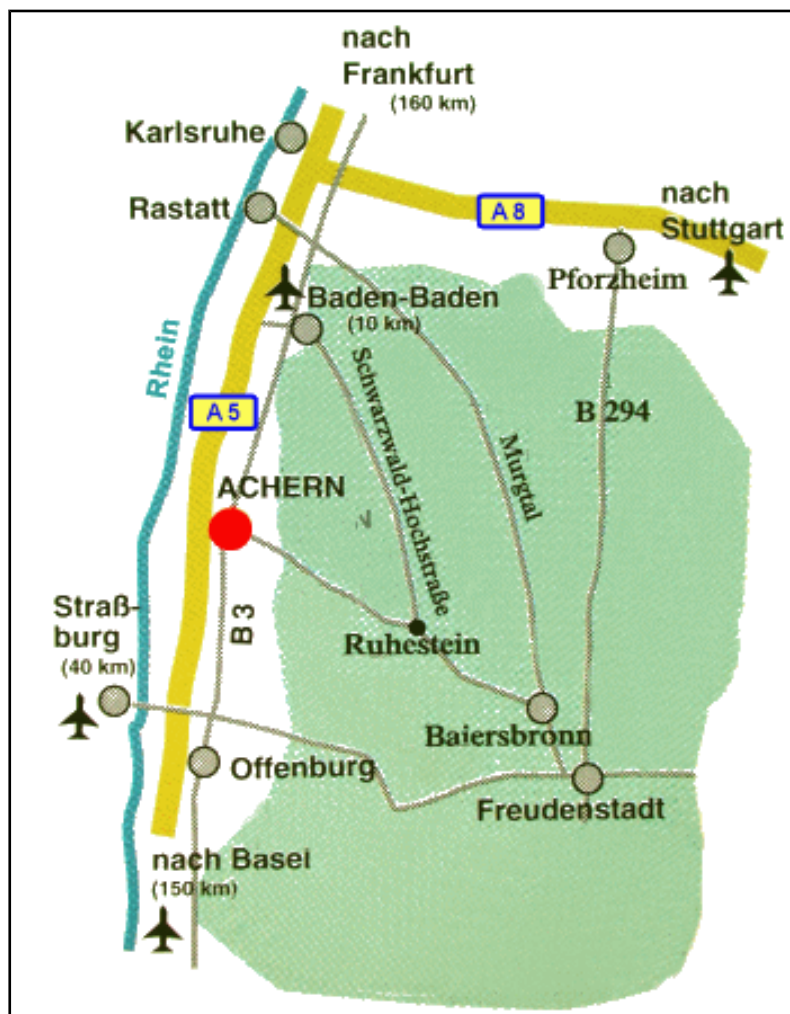 nach
Frankfurt
(160 km)
Karlsruhe
Rastatt
A 8
nach
Stuttgart
Pforzheim
Baden-Baden
(10 km)
Rhein
A 5
Schwarzwald-Hochstraße
Murgtal
B 294
ACHERN
B 3
Straß-
burg
(40 km)
Ruhestein
Baiersbronn
Offenburg
Freudenstadt
nach Basel
(150 km)